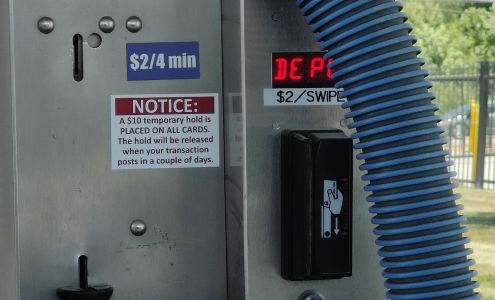 $2/4 min
NOTICE:
A $10 temporary hold is
PLACED ON ALL CARDS.
The hold will be released
when your transaction
posts in a couple of days.
DEP
$2/SWIPE